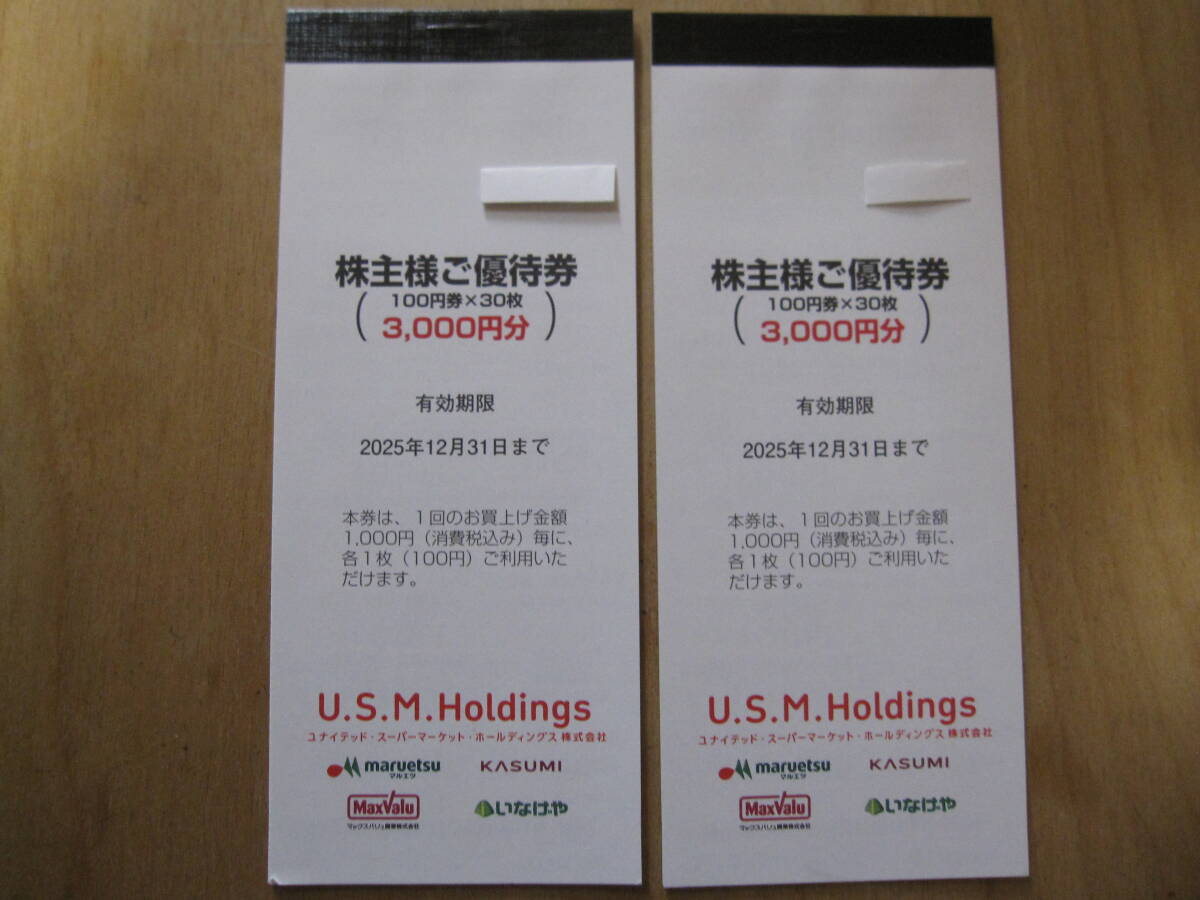 株主様ご優待券
(100円券×30枚
3,000円分)
有効期限
2025年12月31日まで
本券は、1回のお買上げ金額
1,000円(消費税込み)毎に、
各1枚(100円)ご利用いた
だけます。
U.S.M.Holdings
ユナイテッド・スーパーマーケット・ホールディングス株式会社
maruetsu
マルエツ
KASUMI
MaxValu
マックスバリュ関東株式会社
いなげや
株主様ご優待券
(100円券×30枚
3,000円分)
有効期限
2025年12月31日まで
本券は、1回のお買上げ金額
1,000円(消費税込み)毎に、
各1枚(100円)ご利用いた
だけます。
U.S.M.Holdings
ユナイテッド・スーパーマーケット・ホールディングス株式会社
maruetsu
マルエツ
KASUMI
MaxValu
マックスバリュ関東株式会社
いなげや